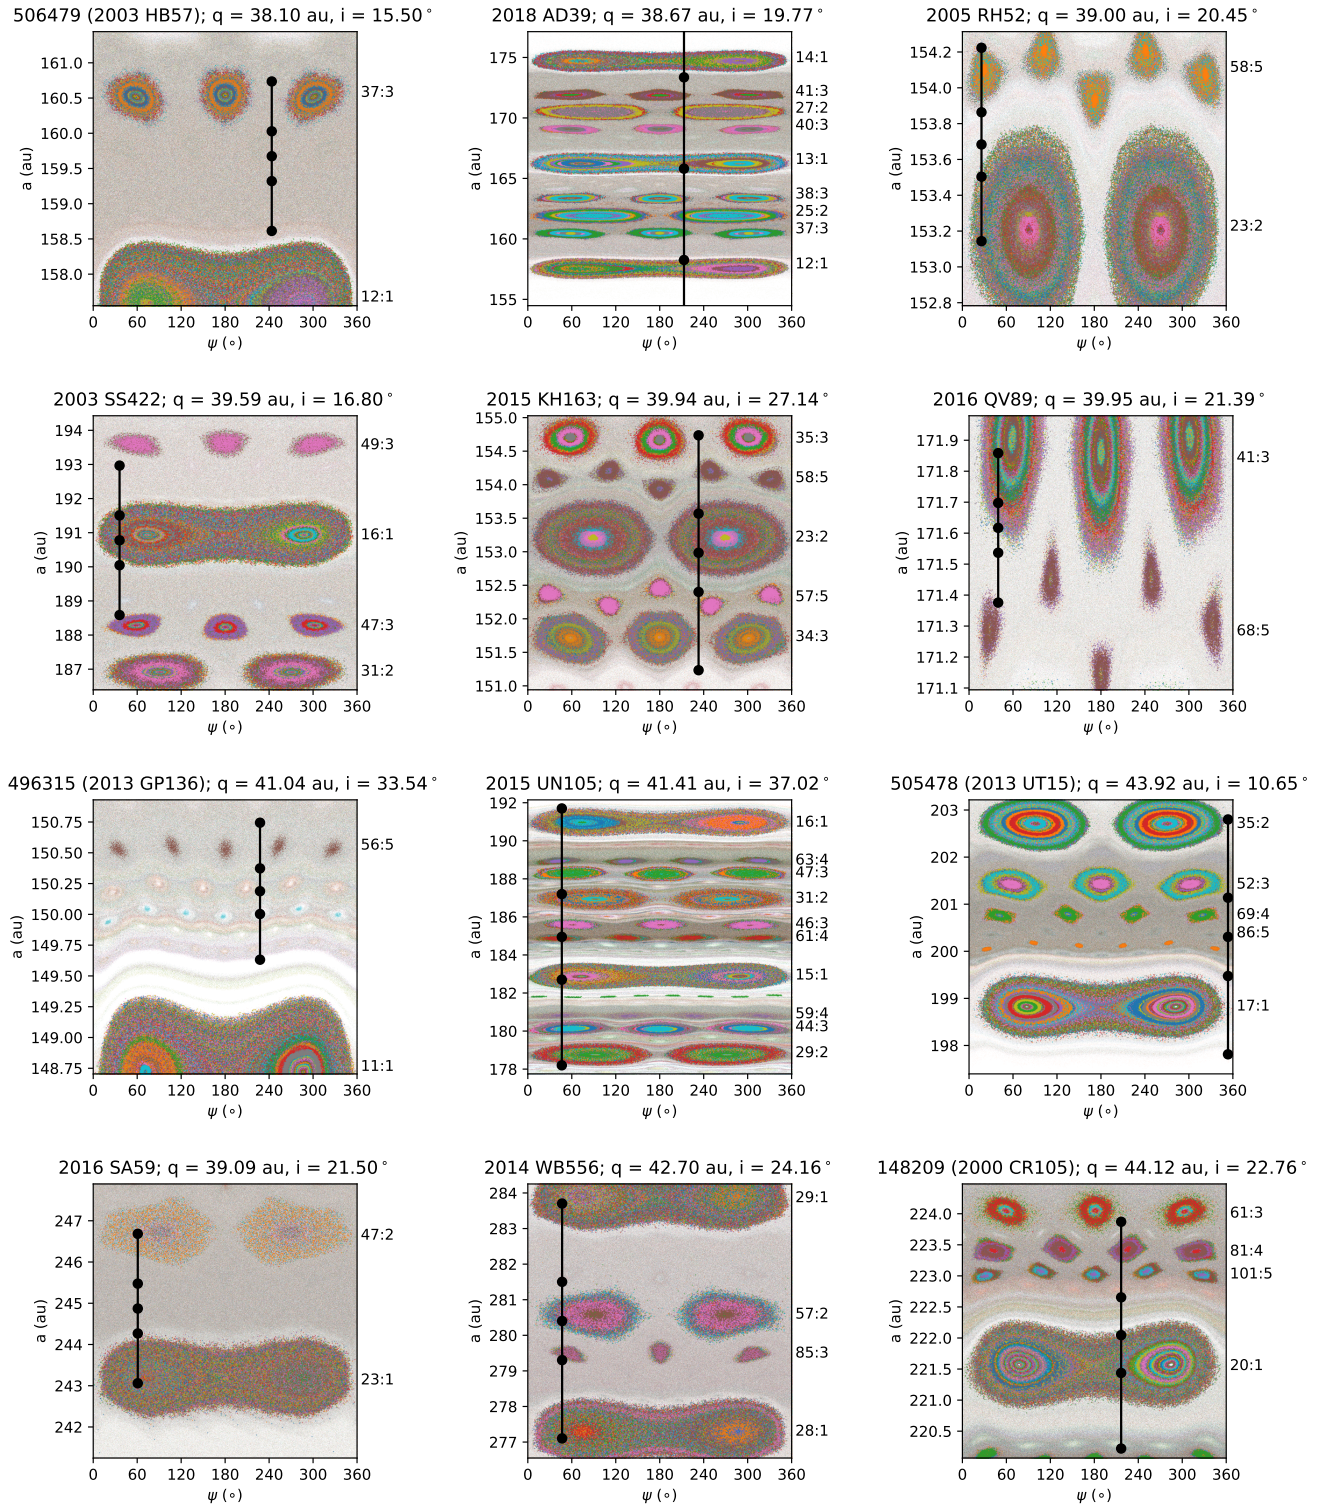 506479 (2003 HB57); q = 38.10 au, i = 15.50°
161.0
160.5
160.0
159.5
159.0
158.5
158.0
a (au)
37:3
12:1
0 60 120 180 240 300 360
ψ (∘)
2018 AD39; q = 38.67 au, i = 19.77°
175
170
165
160
155
a (au)
14:1
41:3
27:2
40:3
13:1
38:3
25:2
37:3
12:1
0 60 120 180 240 300 360
ψ (∘)
2005 RH52; q = 39.00 au, i = 20.45°
154.2
154.0
153.8
153.6
153.4
153.2
153.0
152.8
a (au)
58:5
23:2
0 60 120 180 240 300 360
ψ (∘)
2003 SS422; q = 39.59 au, i = 16.80°
194
193
192
191
190
189
188
187
a (au)
49:3
16:1
47:3
31:2
0 60 120 180 240 300 360
ψ (∘)
2015 KH163; q = 39.94 au, i = 27.14°
155.0
154.5
154.0
153.5
153.0
152.5
152.0
151.5
151.0
a (au)
35:3
58:5
23:2
57:5
34:3
0 60 120 180 240 300 360
ψ (∘)
2016 QV89; q = 39.95 au, i = 21.39°
171.9
171.8
171.7
171.6
171.5
171.4
171.3
171.2
171.1
a (au)
41:3
68:5
0 60 120 180 240 300 360
ψ (∘)
496315 (2013 GP136); q = 41.04 au, i = 33.54°
150.75
150.50
150.25
150.00
149.75
149.50
149.25
149.00
148.75
a (au)
56:5
11:1
0 60 120 180 240 300 360
ψ (∘)
2015 UN105; q = 41.41 au, i = 37.02°
192
190
188
186
184
182
180
178
a (au)
16:1
63:4
47:3
31:2
46:3
61:4
15:1
59:4
44:3
29:2
0 60 120 180 240 300 360
ψ (∘)
505478 (2013 UT15); q = 43.92 au, i = 10.65°
203
202
201
200
199
198
a (au)
35:2
52:3
69:4
86:5
17:1
0 60 120 180 240 300 360
ψ (∘)
2016 SA59; q = 39.09 au, i = 21.50°
247
246
245
244
243
242
a (au)
47:2
23:1
0 60 120 180 240 300 360
ψ (∘)
2014 WB556; q = 42.70 au, i = 24.16°
284
283
282
281
280
279
278
277
a (au)
29:1
57:2
85:3
28:1
0 60 120 180 240 300 360
ψ (∘)
148209 (2000 CR105); q = 44.12 au, i = 22.76°
224.0
223.5
223.0
222.5
222.0
221.5
221.0
220.5
a (au)
61:3
81:4
101:5
20:1
0 60 120 180 240 300 360
ψ (∘)